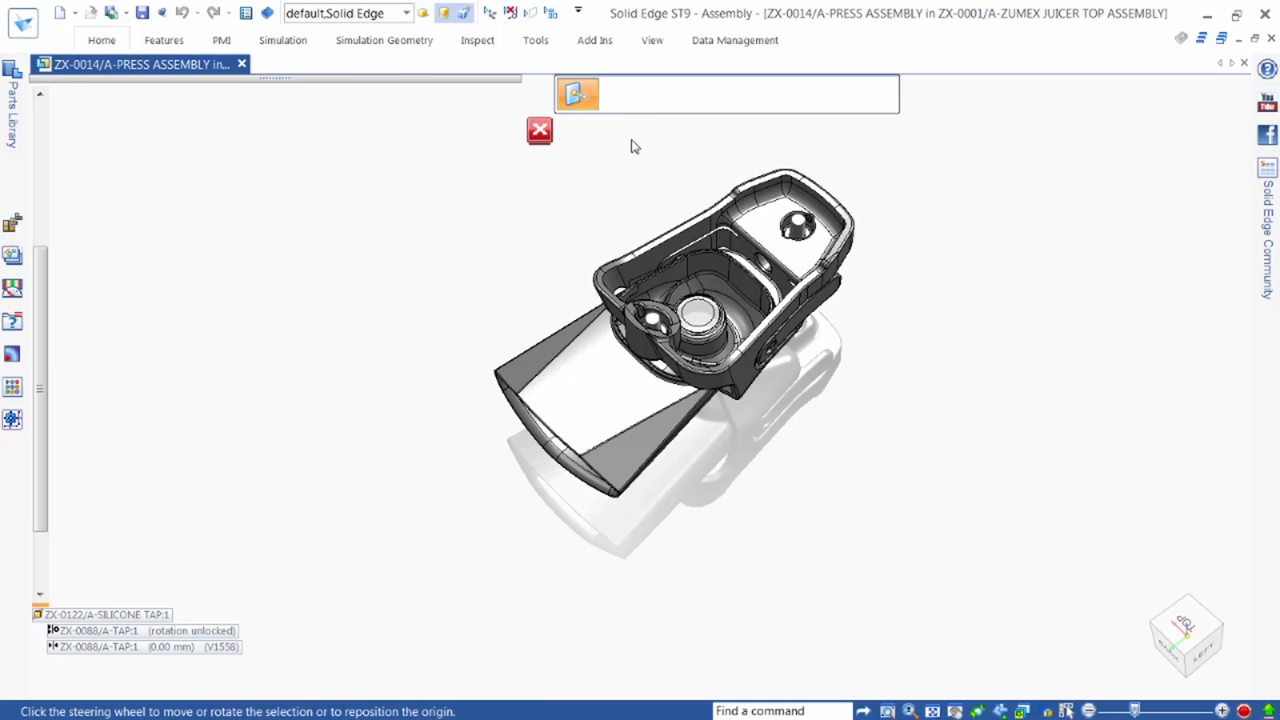 default,Solid Edge
Solid Edge ST9 - Assembly - [ZX-0014/A-PRESS ASSEMBLY in ZX-0001/A-ZUMEX JUICER TOP ASSEMBLY]
Home Features PMI Simulation Simulation Geometry Inspect Tools Add Ins View Data Management
ZX-0014/A-PRESS ASSEMBLY in...
Parts Library
You
Tube
Solid Edge Community
TOP
LEFT
ZX-0122/A-SILICONE TAP:1
ZX-0088/A-TAP:1 (rotation unlocked)
ZX-0088/A-TAP:1 (0.00 mm) (V1558)
Click the steering wheel to move or rotate the selection or to reposition the origin.
Find a command